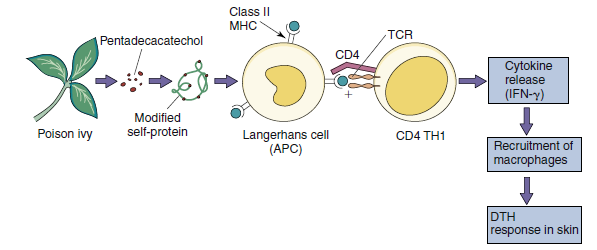 Class II
MHC
Pentadecacatechol
TCR
CD4
+
Cytokine
release
(IFN-γ)
Poison ivy
Modified
self-protein
Langerhans cell
(APC)
CD4 TH1
Recruitment of
macrophages
DTH
response in skin